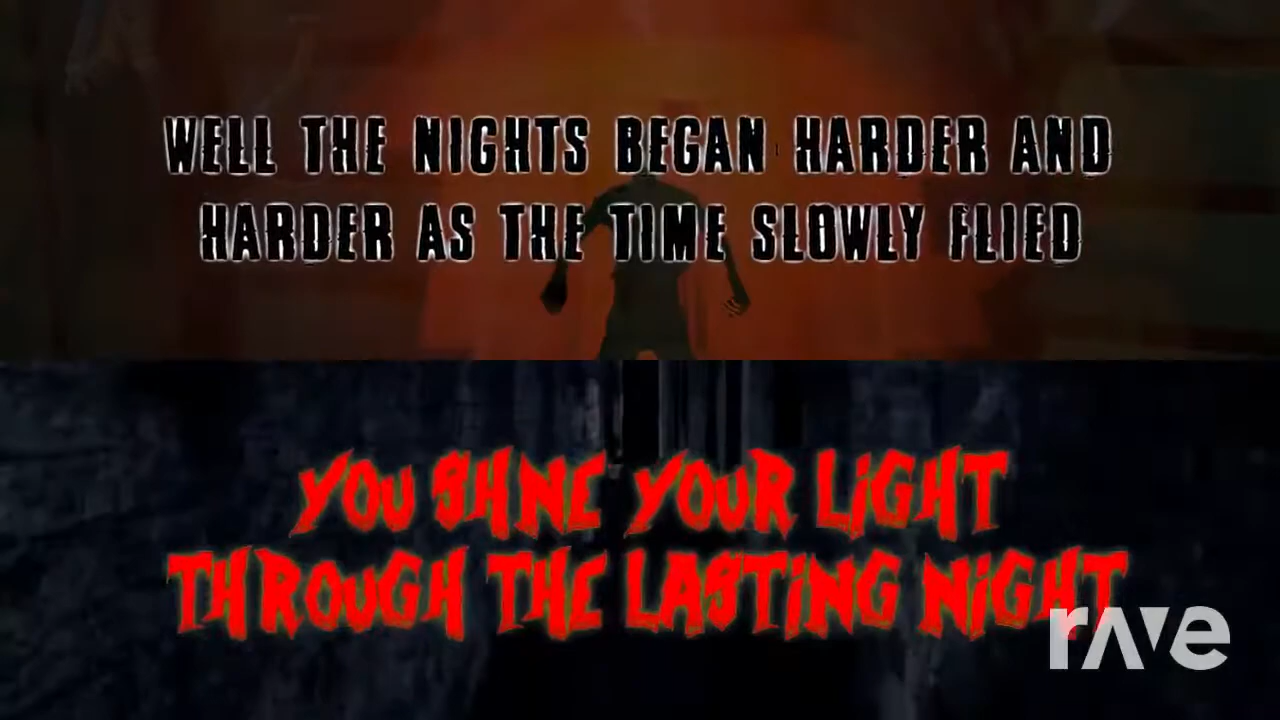 WELL THE NIGHTS BEGAN HARDER AND
HARDER AS THE TIME SLOWLY FLIED
YOU SHNE YOUR LiGHT
THROUGH THE LASTiNG NiGHT
rave